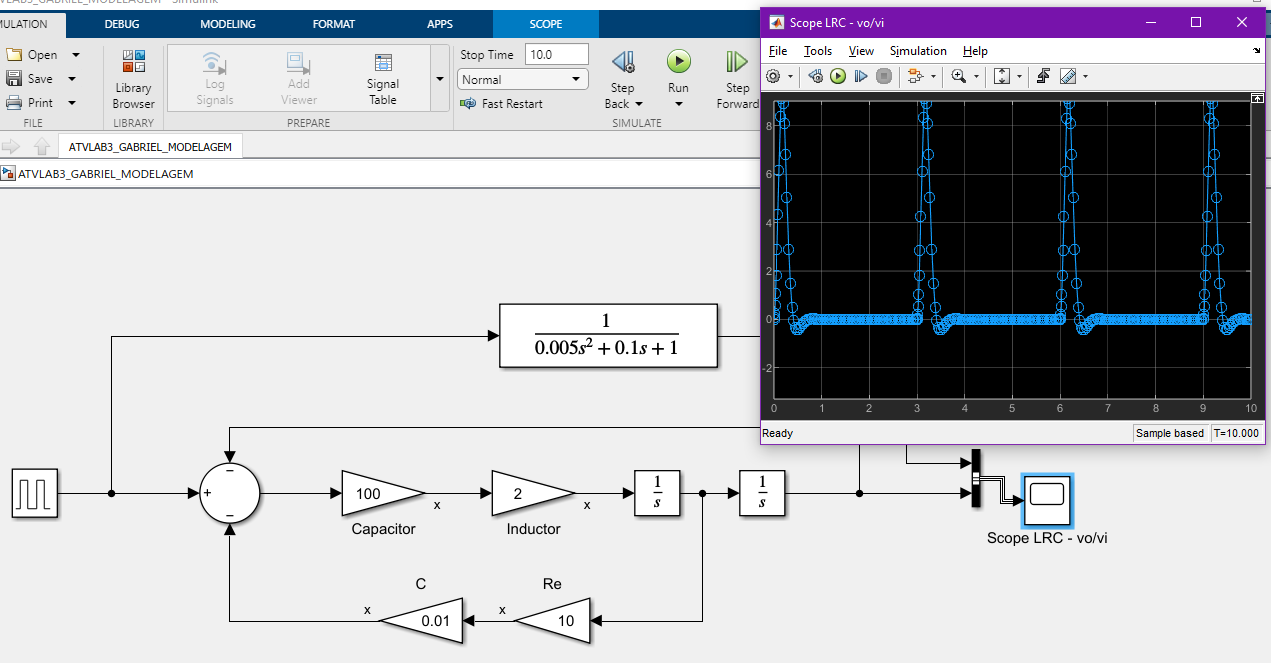 VLAB3_GABRIEL_MODELAGEM - Simulink
MULATION DEBUG MODELING FORMAT APPS SCOPE
Open
Save
Print
FILE
Library
Browser
LIBRARY
Log
Signals
Add
Viewer
Signal
Table
PREPARE
Stop Time 10.0
Normal
Fast Restart
Step
Back
Run
Step
Forward
SIMULATE
ATVLAB3_GABRIEL_MODELAGEM
ATVLAB3_GABRIEL_MODELAGEM
Scope LRC - vo/vi
File Tools View Simulation Help
8
6
4
2
0
-2
0 1 2 3 4 5 6 7 8 9 10
Ready Sample based T=10.000
1
0.005s² + 0.1s + 1
−
+
−
100
Capacitor
x
2
Inductor
x
1
s
1
s
Scope LRC - vo/vi
C
Re
x
0.01
x
10